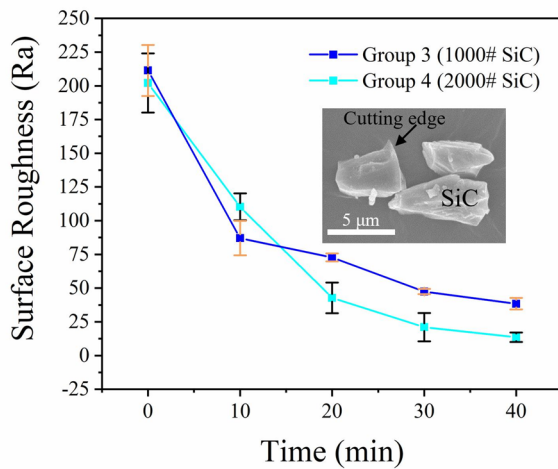 250
225
200
175
150
125
100
75
50
25
0
-25
Surface Roughness (Ra)
Group 3 (1000# SiC)
Group 4 (2000# SiC)
Cutting edge
SiC
5 μm
0 10 20 30 40
Time (min)